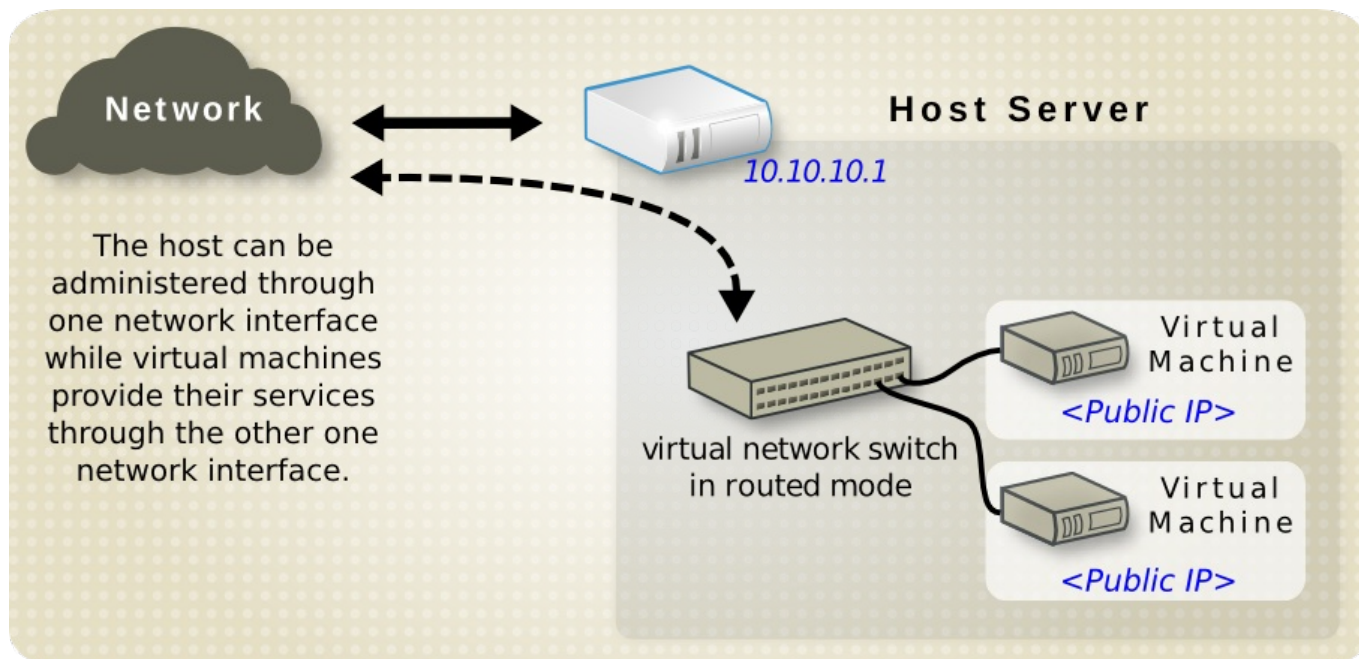 Network
Host Server
10.10.10.1
The host can be
administered through
one network interface
while virtual machines
provide their services
through the other one
network interface.
virtual network switch
in routed mode
Virtual
Machine
<Public IP>
Virtual
Machine
<Public IP>